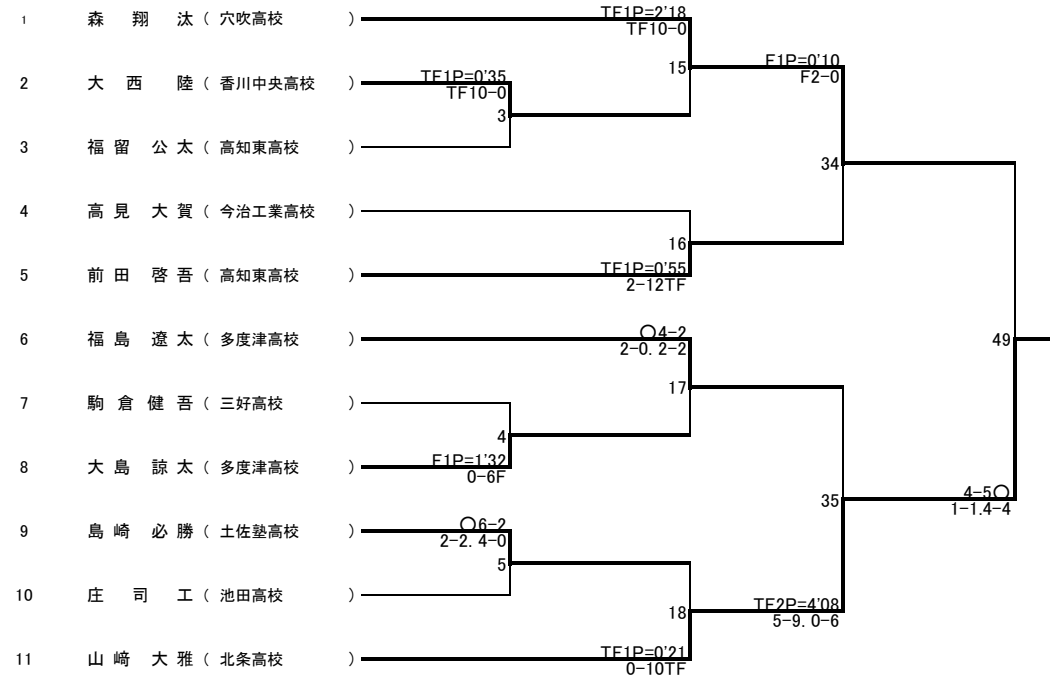 1 森 翔 汰 ( 穴吹高校 ) TF1P=2'18
TF10-0
15
F1P=0'10
F2-0
2 大 西 陸 ( 香川中央高校 ) TF1P=0'35
TF10-0
3
3 福 留 公 太 ( 高知東高校 )
34
4 高 見 大 賀 ( 今治工業高校 )
16
5 前 田 啓 吾 ( 高知東高校 ) TF1P=0'55
2-12TF
6 福 島 遼 太 ( 多度津高校 ) ○4-2
2-0. 2-2
49
17
7 駒 倉 健 吾 ( 三好高校 )
4
8 大 島 諒 太 ( 多度津高校 ) F1P=1'32
0-6F
35
4-5○
1-1.4-4
9 島 崎 必 勝 ( 土佐塾高校 ) ○6-2
2-2. 4-0
5
10 庄 司 工 ( 池田高校 )
18
TF2P=4'08
5-9. 0-6
11 山 﨑 大 雅 ( 北条高校 ) TF1P=0'21
0-10TF